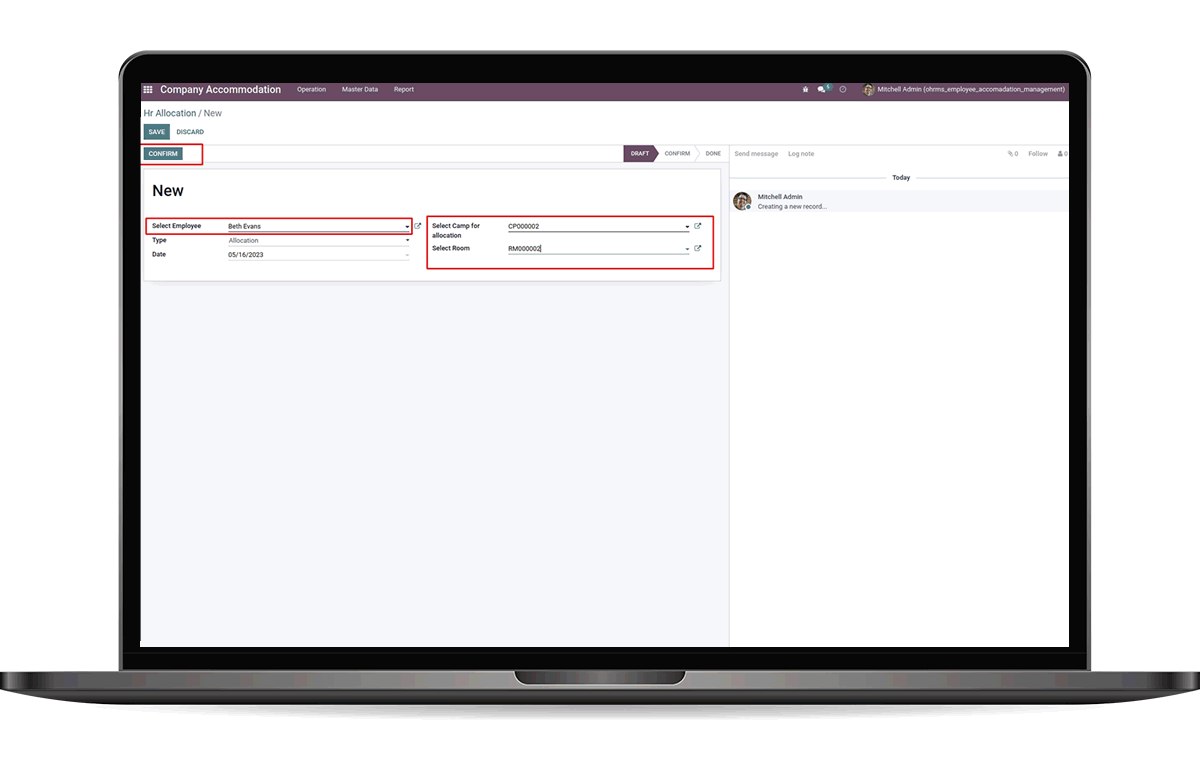 Company Accommodation Operation Master Data Report 5 Mitchell Admin (ohrms_employee_accomadation_management)
Hr Allocation / New
SAVE DISCARD
CONFIRM DRAFT CONFIRM DONE Send message Log note 0 Follow 0
Today
New
Mitchell Admin
Creating a new record...
Select Employee Beth Evans
Type Allocation
Date 05/16/2023
Select Camp for allocation CP000002
Select Room RM000002